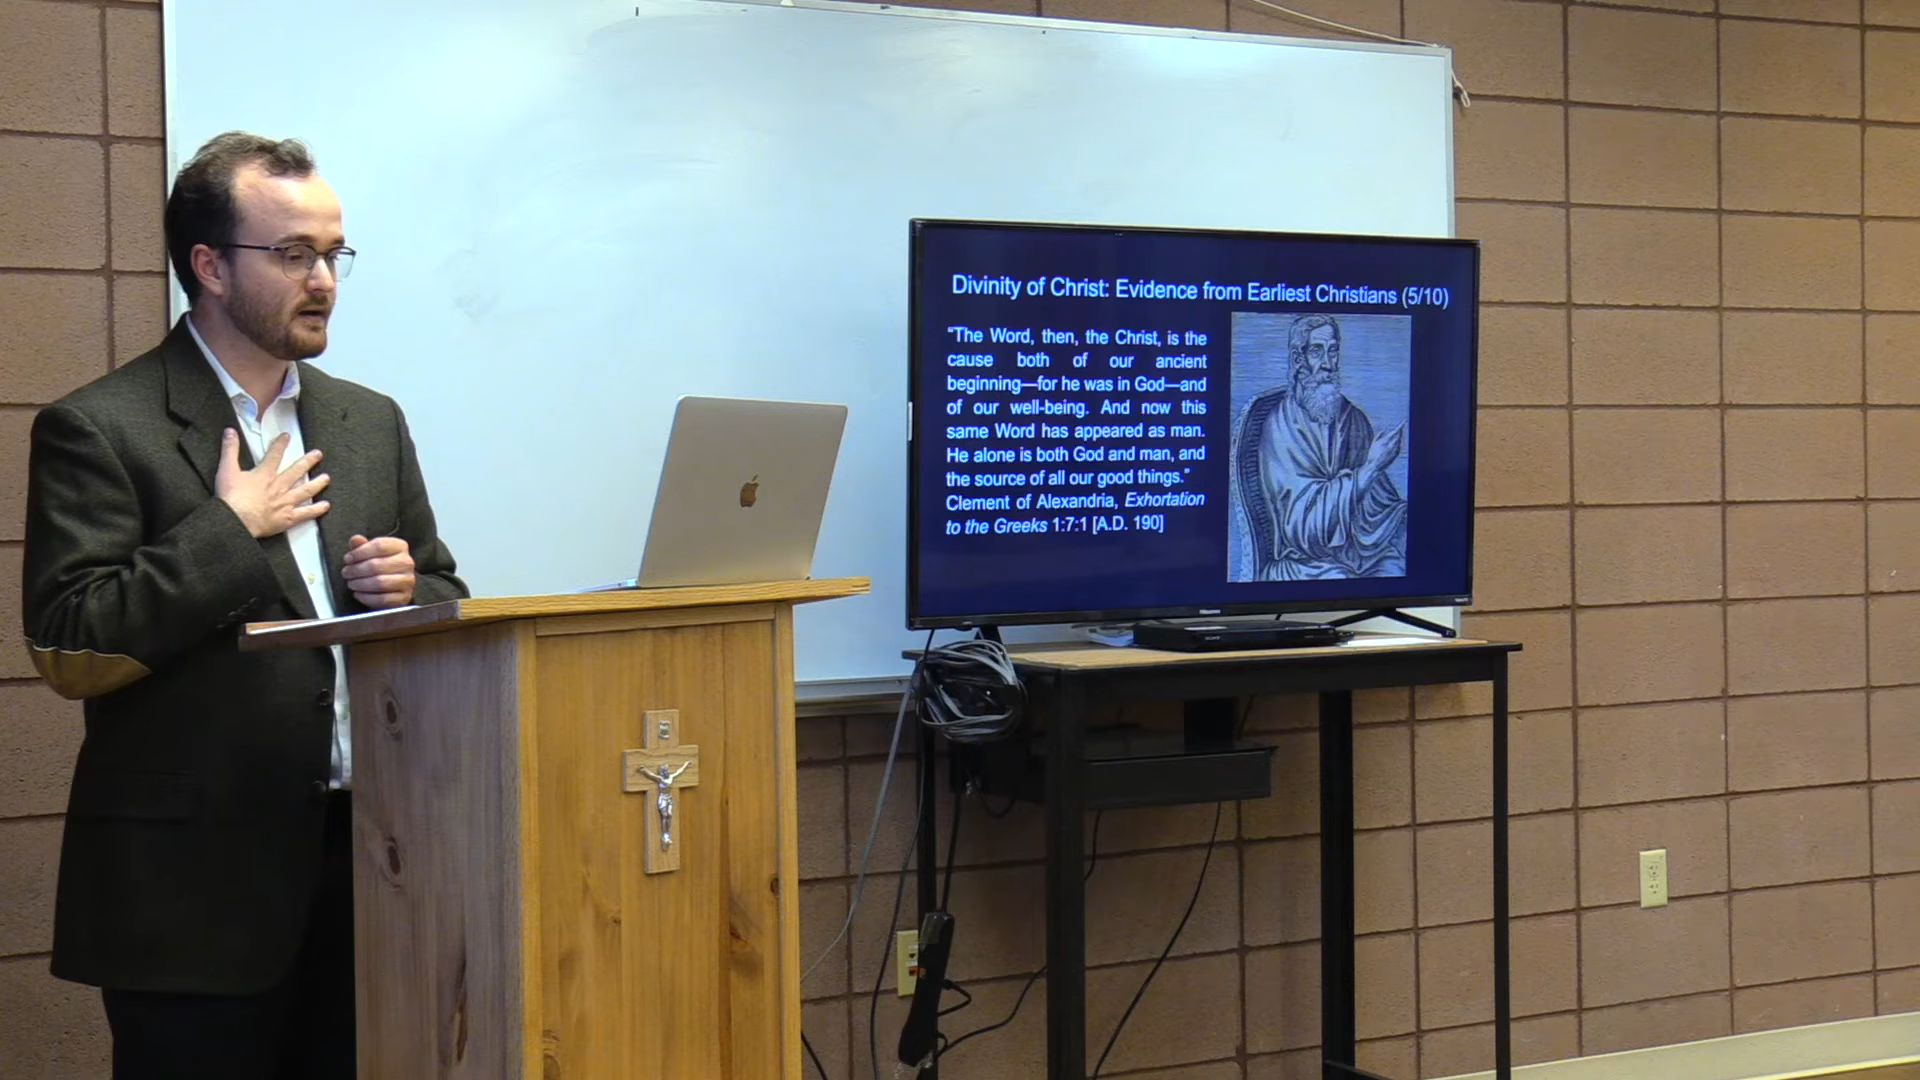 Divinity of Christ: Evidence from Earliest Christians (5/10)
“The Word, then, the Christ, is the
cause both of our ancient
beginning—for he was in God—and
of our well-being. And now this
same Word has appeared as man.
He alone is both God and man, and
the source of all our good things.”
Clement of Alexandria, Exhortation
to the Greeks 1:7:1 [A.D. 190]
Hisense
SONY